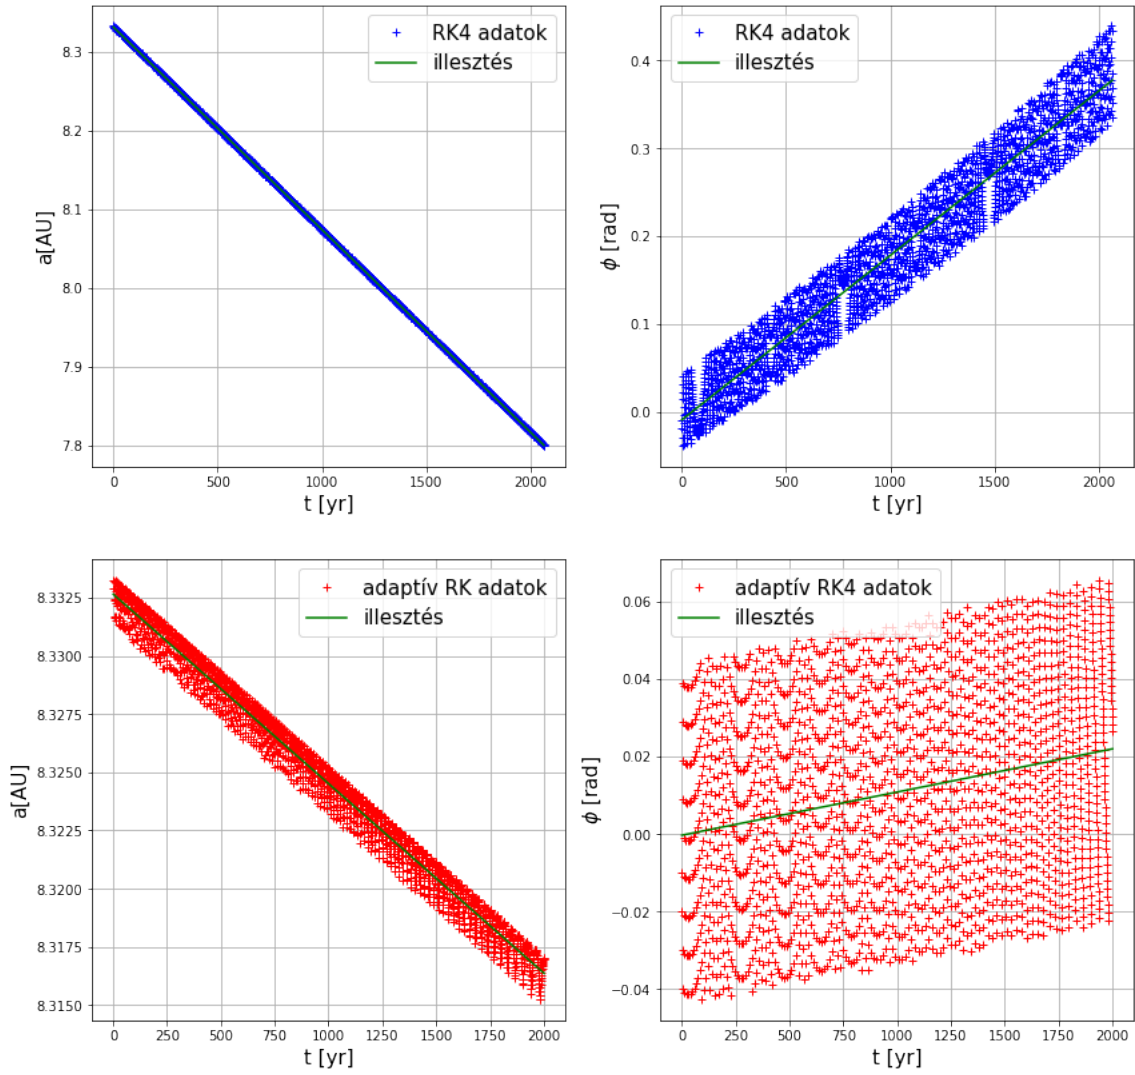 RK4 adatok
illesztés
8.3
8.2
8.1
8.0
7.9
7.8
a[AU]
0 500 1000 1500 2000
t [yr]
RK4 adatok
illesztés
0.4
0.3
0.2
0.1
0.0
ϕ [rad]
0 500 1000 1500 2000
t [yr]
adaptív RK adatok
illesztés
8.3325
8.3300
8.3275
8.3250
8.3225
8.3200
8.3175
8.3150
a[AU]
0 250 500 750 1000 1250 1500 1750 2000
t [yr]
adaptív RK4 adatok
illesztés
0.06
0.04
0.02
0.00
−0.02
−0.04
ϕ [rad]
0 250 500 750 1000 1250 1500 1750 2000
t [yr]